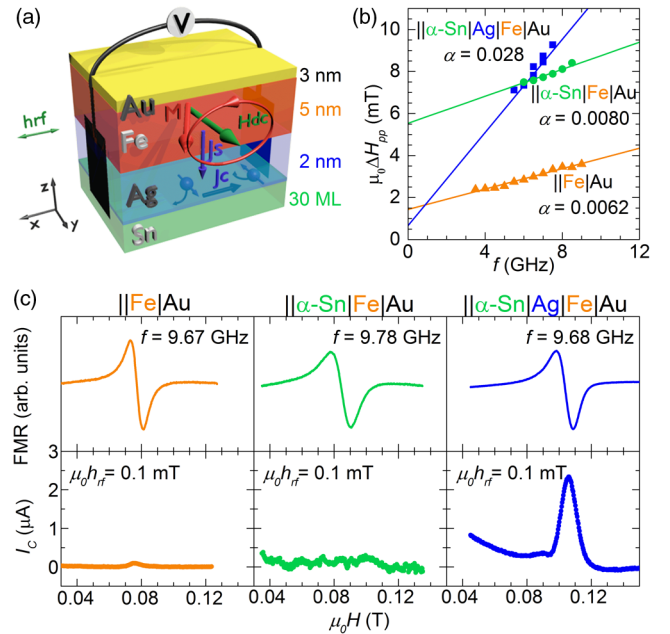 (a)
V
3 nm
Au
5 nm
M
Hdc
hrf
Fe
Js
2 nm
Ag
Jc
30 ML
Sn
z
x
y
(b)
10
8
6
4
2
0
μ₀ΔHpp (mT)
||α-Sn|Ag|Fe|Au
α = 0.028
||α-Sn|Fe|Au
α = 0.0080
||Fe|Au
α = 0.0062
0 4 8 12
f (GHz)
(c)
||Fe|Au
||α-Sn|Fe|Au
||α-Sn|Ag|Fe|Au
FMR (arb. units)
f = 9.67 GHz
f = 9.78 GHz
f = 9.68 GHz
3
2
1
0
IC (μA)
μ₀hrf= 0.1 mT
μ₀hrf= 0.1 mT
μ₀hrf= 0.1 mT
0.04 0.08 0.12
0.04 0.08 0.12
0.04 0.08 0.12
μ₀H (T)